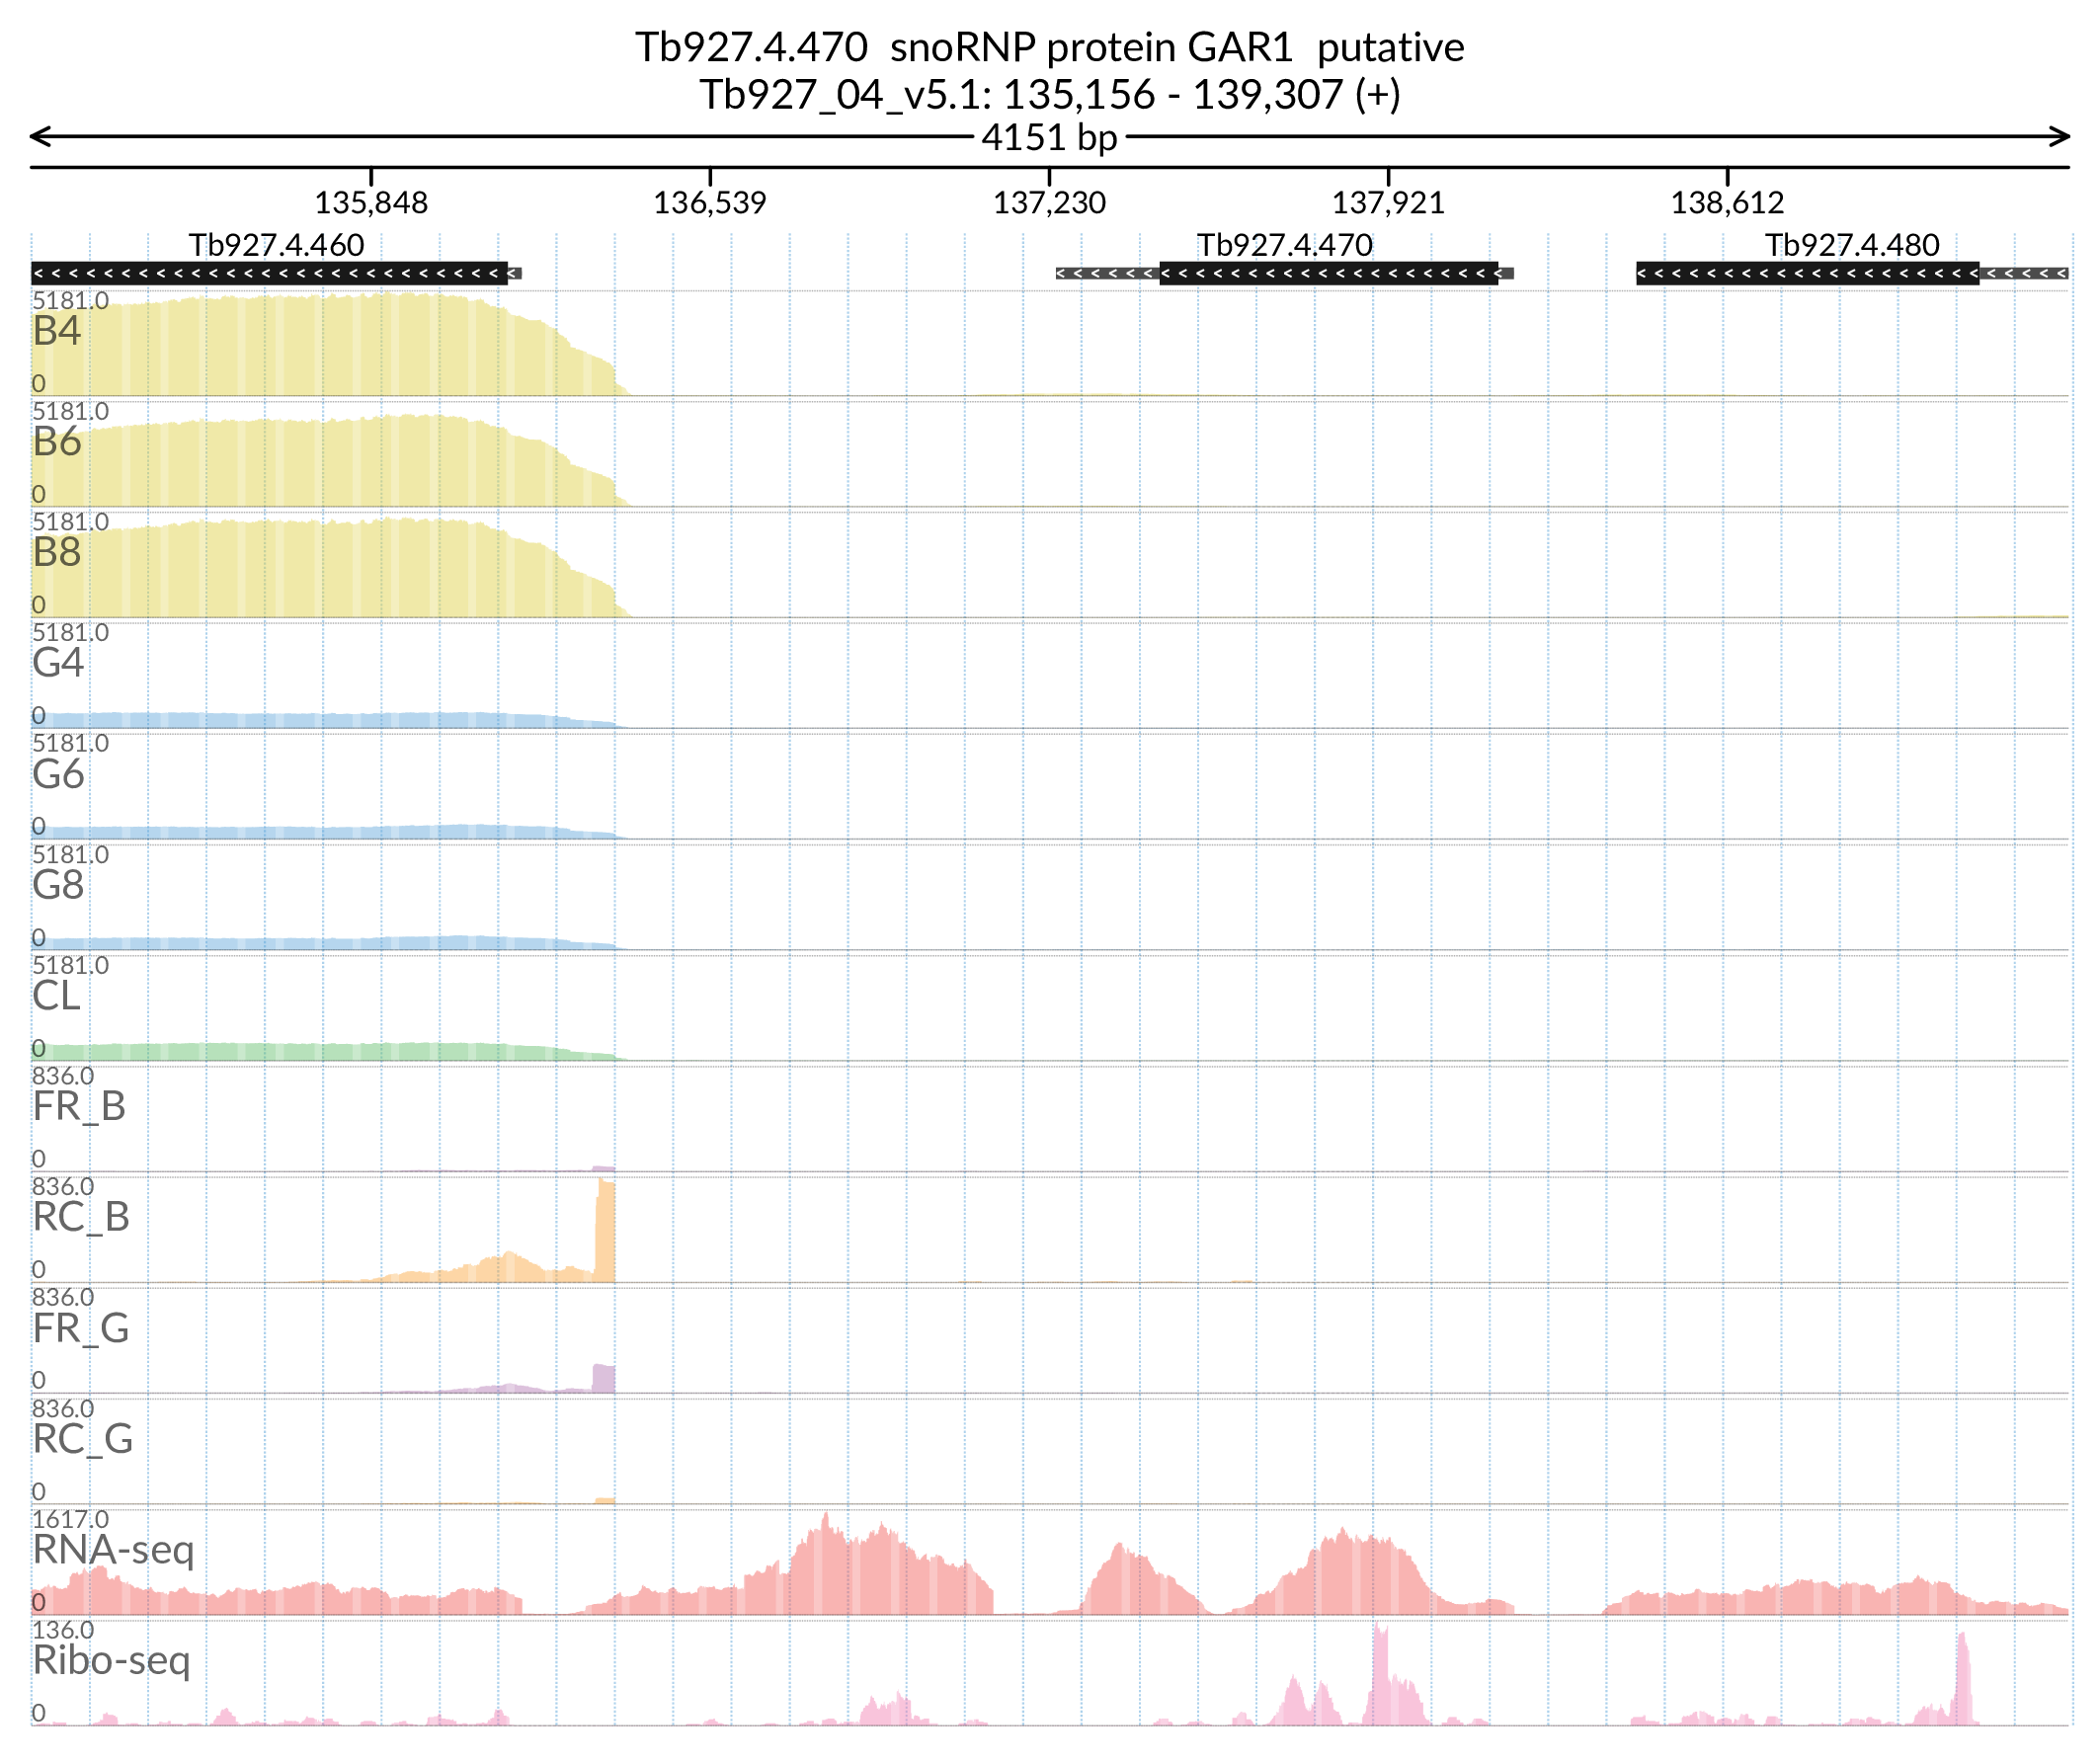 Tb927.4.470 snoRNP protein GAR1 putative
Tb927_04_v5.1: 135,156 - 139,307 (+)
4151 bp
135,848 136,539 137,230 137,921 138,612
Tb927.4.460 Tb927.4.470 Tb927.4.480
5181.0
B4
0
5181.0
B6
0
5181.0
B8
0
5181.0
G4
0
5181.0
G6
0
5181.0
G8
0
5181.0
CL
0
836.0
FR_B
0
836.0
RC_B
0
836.0
FR_G
0
836.0
RC_G
0
1617.0
RNA-seq
0
136.0
Ribo-seq
0